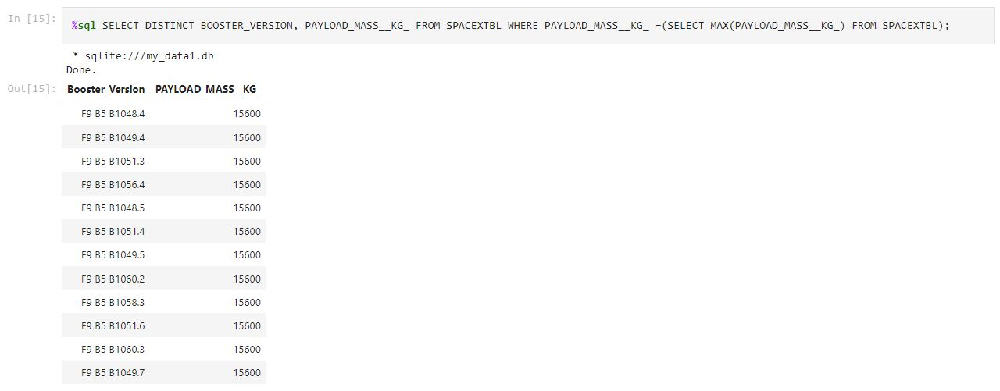 In [15]: %sql SELECT DISTINCT BOOSTER_VERSION, PAYLOAD_MASS__KG_ FROM SPACEXTBL WHERE PAYLOAD_MASS__KG_ =(SELECT MAX(PAYLOAD_MASS__KG_) FROM SPACEXTBL);
* sqlite:///my_data1.db
Done.
Out[15]: Booster_Version PAYLOAD_MASS__KG_
F9 B5 B1048.4 15600
F9 B5 B1049.4 15600
F9 B5 B1051.3 15600
F9 B5 B1056.4 15600
F9 B5 B1048.5 15600
F9 B5 B1051.4 15600
F9 B5 B1049.5 15600
F9 B5 B1060.2 15600
F9 B5 B1058.3 15600
F9 B5 B1051.6 15600
F9 B5 B1060.3 15600
F9 B5 B1049.7 15600